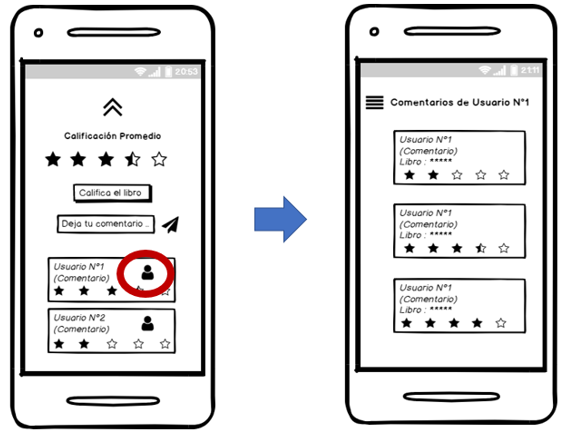 20:53
Calificación Promedio
Califica el libro
Deja tu comentario ..
Usuario N°1
(Comentario)
Usuario N°2
(Comentario)
21:11
Comentarios de Usuario N°1
Usuario N°1
(Comentario)
Libro : *****
Usuario N°1
(Comentario)
Libro : *****
Usuario N°1
(Comentario)
Libro : *****